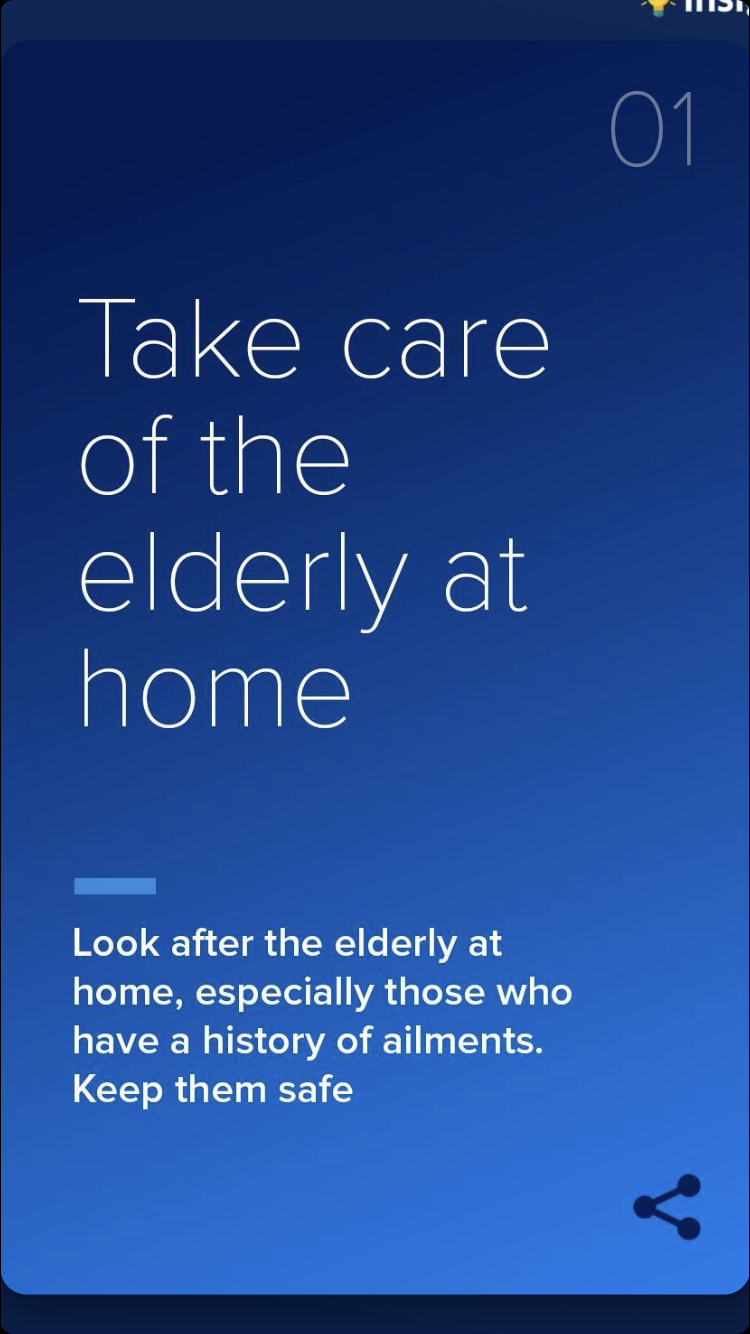 01
Take care
of the
elderly at
home
Look after the elderly at
home, especially those who
have a history of ailments.
Keep them safe